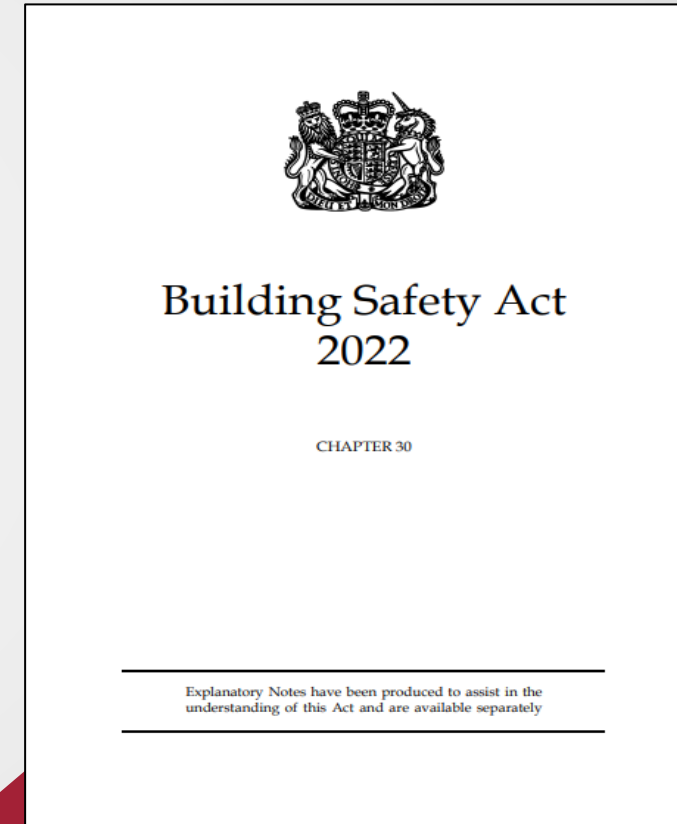 DIEU ET MON DROIT
Building Safety Act
2022
CHAPTER 30
Explanatory Notes have been produced to assist in the
understanding of this Act and are available separately